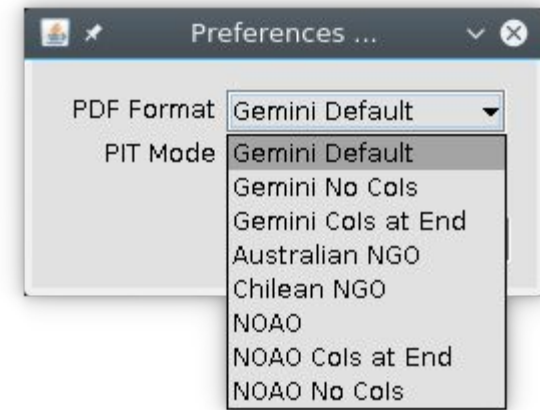 Preferences ...
PDF Format Gemini Default
PIT Mode Gemini Default
Gemini No Cols
Gemini Cols at End
Australian NGO
Chilean NGO
NOAO
NOAO Cols at End
NOAO No Cols